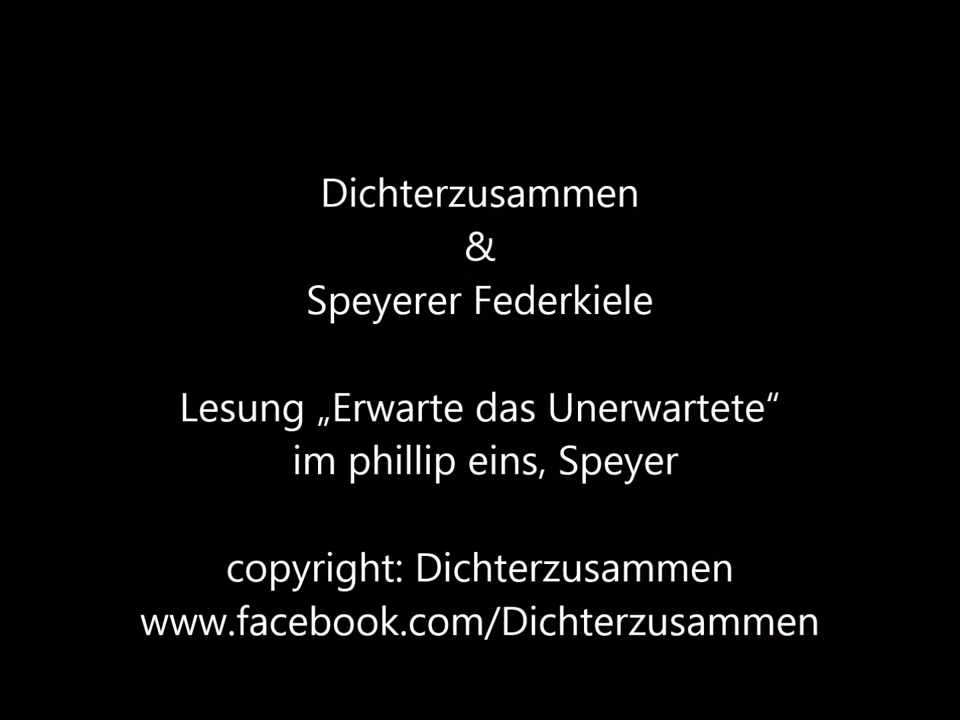 Dichterzusammen
&
Speyerer Federkiele
Lesung „Erwarte das Unerwartete“
im phillip eins, Speyer
copyright: Dichterzusammen
www.facebook.com/Dichterzusammen